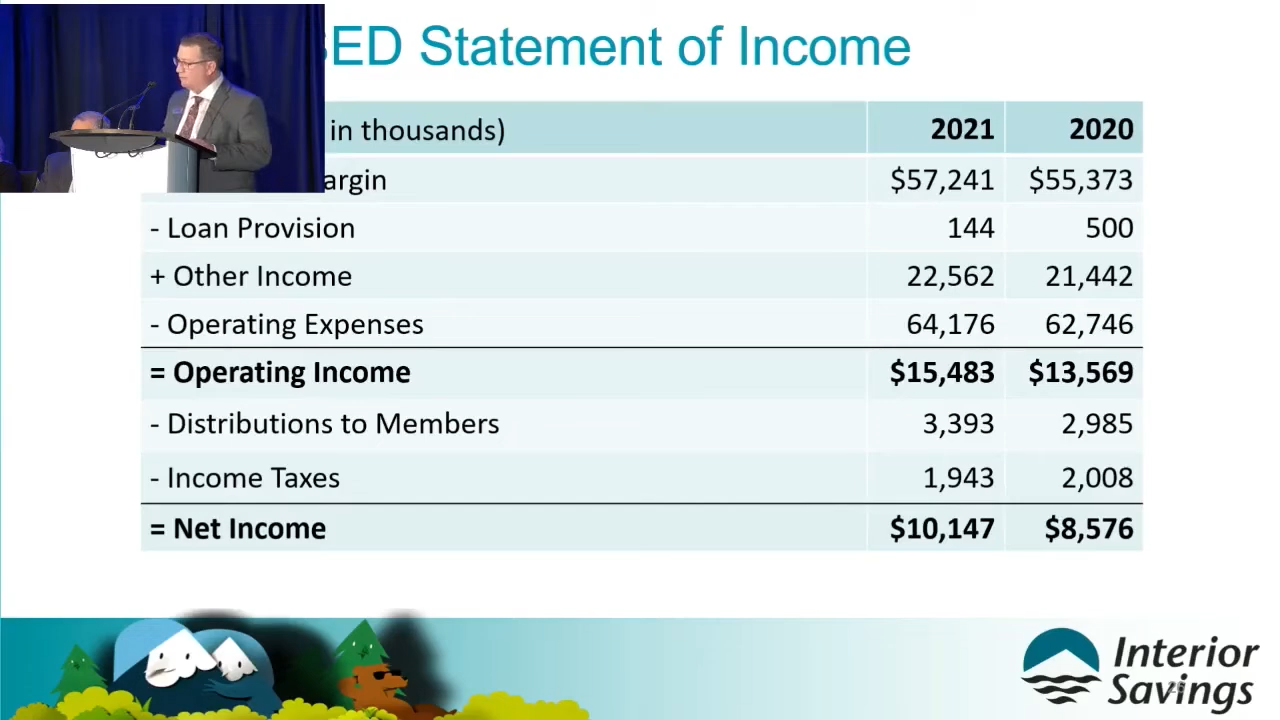 ED Statement of Income
in thousands) 2021 2020
argin $57,241 $55,373
- Loan Provision 144 500
+ Other Income 22,562 21,442
- Operating Expenses 64,176 62,746
= Operating Income $15,483 $13,569
- Distributions to Members 3,393 2,985
- Income Taxes 1,943 2,008
= Net Income $10,147 $8,576
Interior
Savings